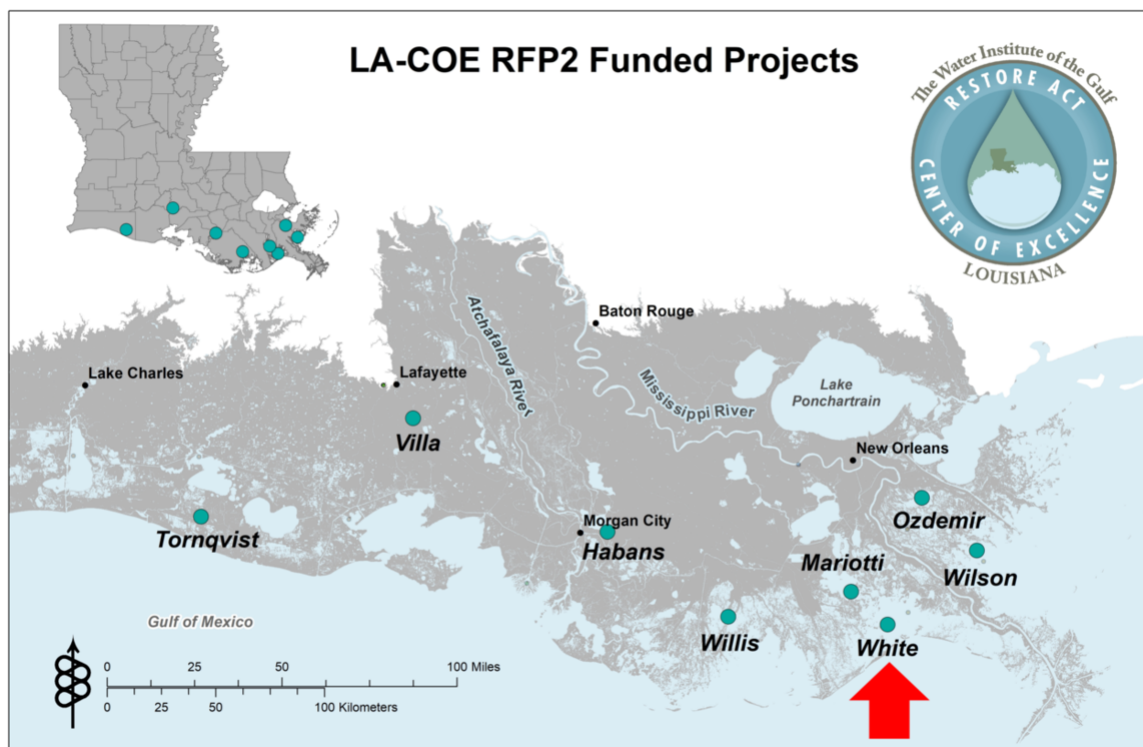 LA-COE RFP2 Funded Projects
The Water Institute of the Gulf
RESTORE ACT
CENTER OF EXCELLENCE
LOUISIANA
Baton Rouge
Atchafalaya River
Lake Charles
Lafayette
Mississippi River
Lake
Ponchartrain
Villa
New Orleans
Ozdemir
Tornqvist
Morgan City
Habans
Mariotti
Wilson
Gulf of Mexico
Willis
White
0 25 50 100 Miles
0 25 50 100 Kilometers